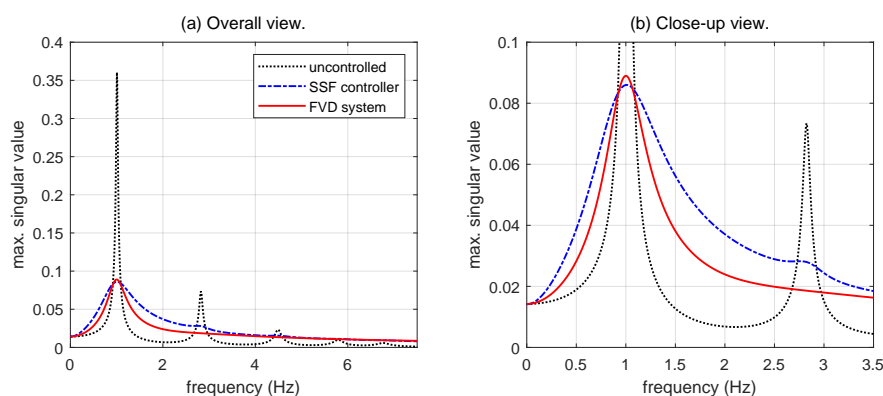 (a) Overall view.
max. singular value
0.4
0.35
0.3
0.25
0.2
0.15
0.1
0.05
0
0 2 4 6
frequency (Hz)
uncontrolled
SSF controller
FVD system
(b) Close-up view.
max. singular value
0.1
0.08
0.06
0.04
0.02
0
0 0.5 1 1.5 2 2.5 3 3.5
frequency (Hz)